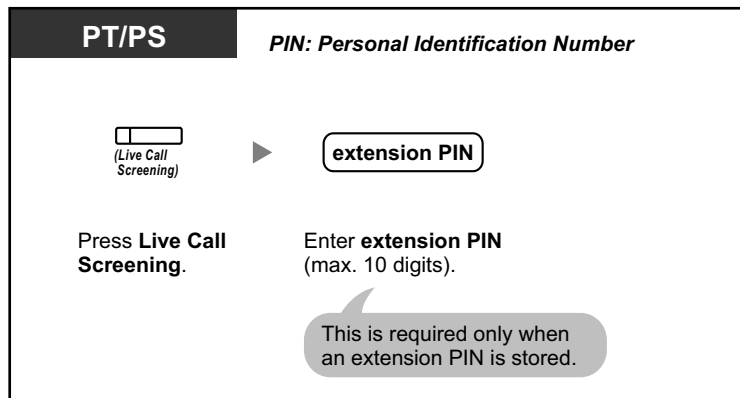 PT/PS
PIN: Personal Identification Number
(Live Call
Screening)
extension PIN
Press Live Call
Screening.
Enter extension PIN
(max. 10 digits).
This is required only when
an extension PIN is stored.